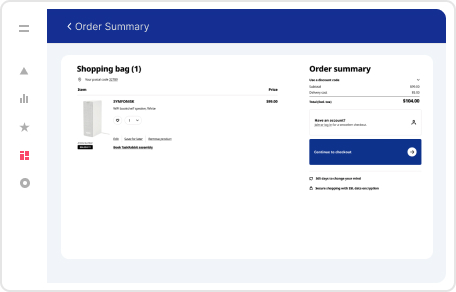 Order Summary
Shopping bag (1)
Your postal code
Item Price
SYMFONISK $99.00
WiFi bookshelf speaker, White
1
Edit Save for later Remove product
Book TaskRabbit assembly
Order summary
Use a discount code
Subtotal $99.00
Delivery cost
Total (incl. tax) $104.00
Have an account?
Join or log in for a smoother checkout.
Continue to checkout
365 days to change your mind
Secure shopping with SSL data encryption